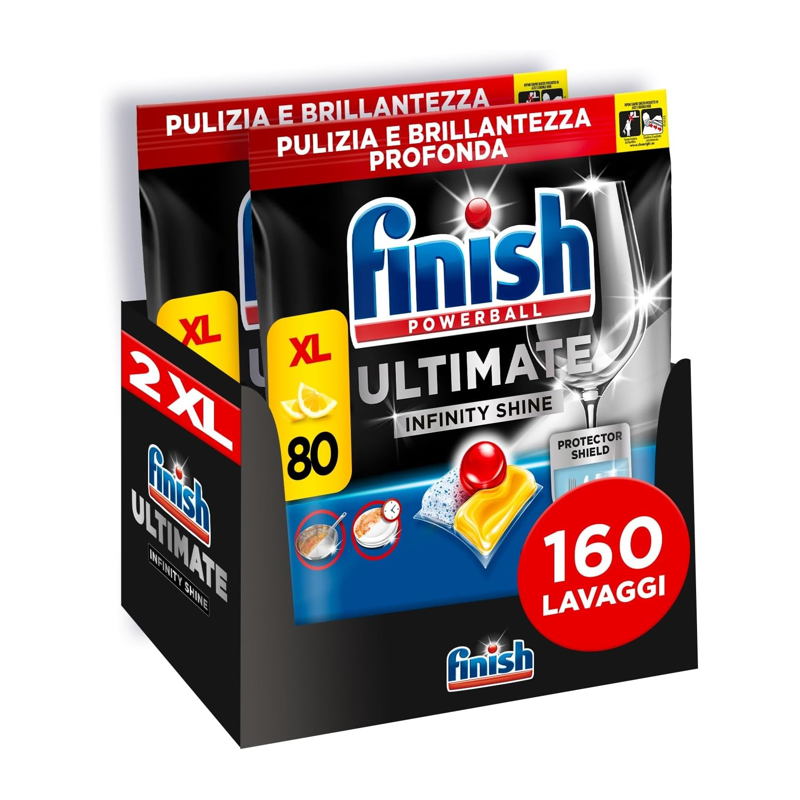 PULIZIA E BRILLANTEZZA
PULIZIA E BRILLANTEZZA
PROFONDA
finish
POWERBALL
ULTIMATE
INFINITY SHINE
XL
XL
80
PROTECTOR
SHIELD
2 XL
finish
ULTIMATE
INFINITY SHINE
160
LAVAGGI
finish